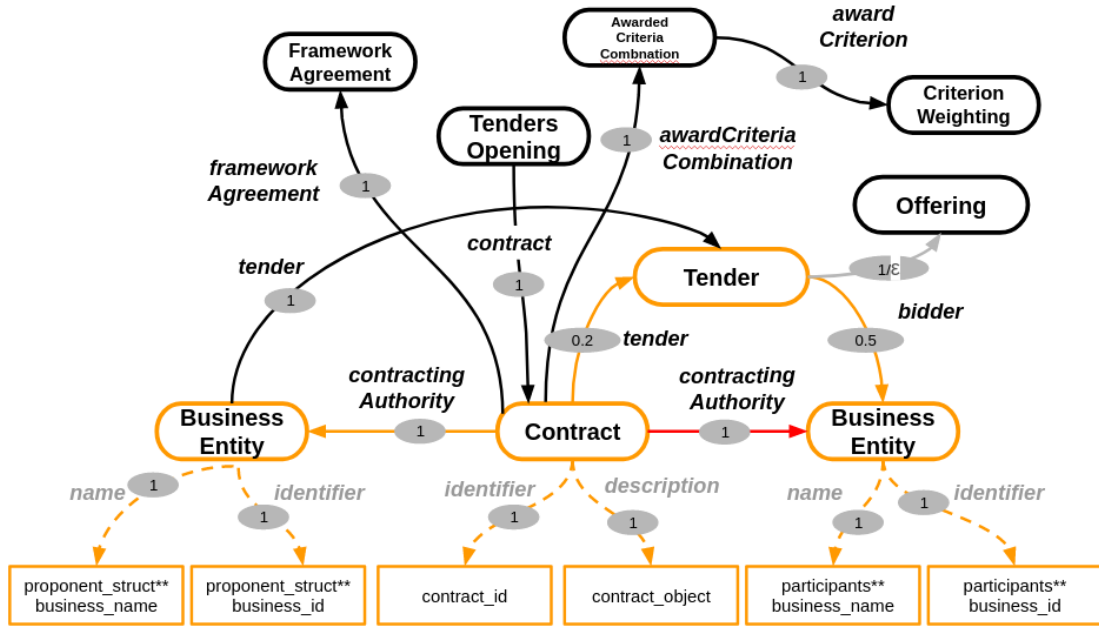 Framework
Agreement
Awarded
Criteria
Combnation
award
Criterion
1
Criterion
Weighting
Tenders
Opening
1
awardCriteria
Combination
framework
Agreement
1
Offering
contract
tender
1
1
Tender
1/ε
bidder
0.2
tender
0.5
contracting
Authority
contracting
Authority
Business
Entity
1
Contract
1
Business
Entity
name
1
identifier
1
identifier
1
description
1
name
1
identifier
1
proponent_struct**
business_name
proponent_struct**
business_id
contract_id
contract_object
participants**
business_name
participants**
business_id